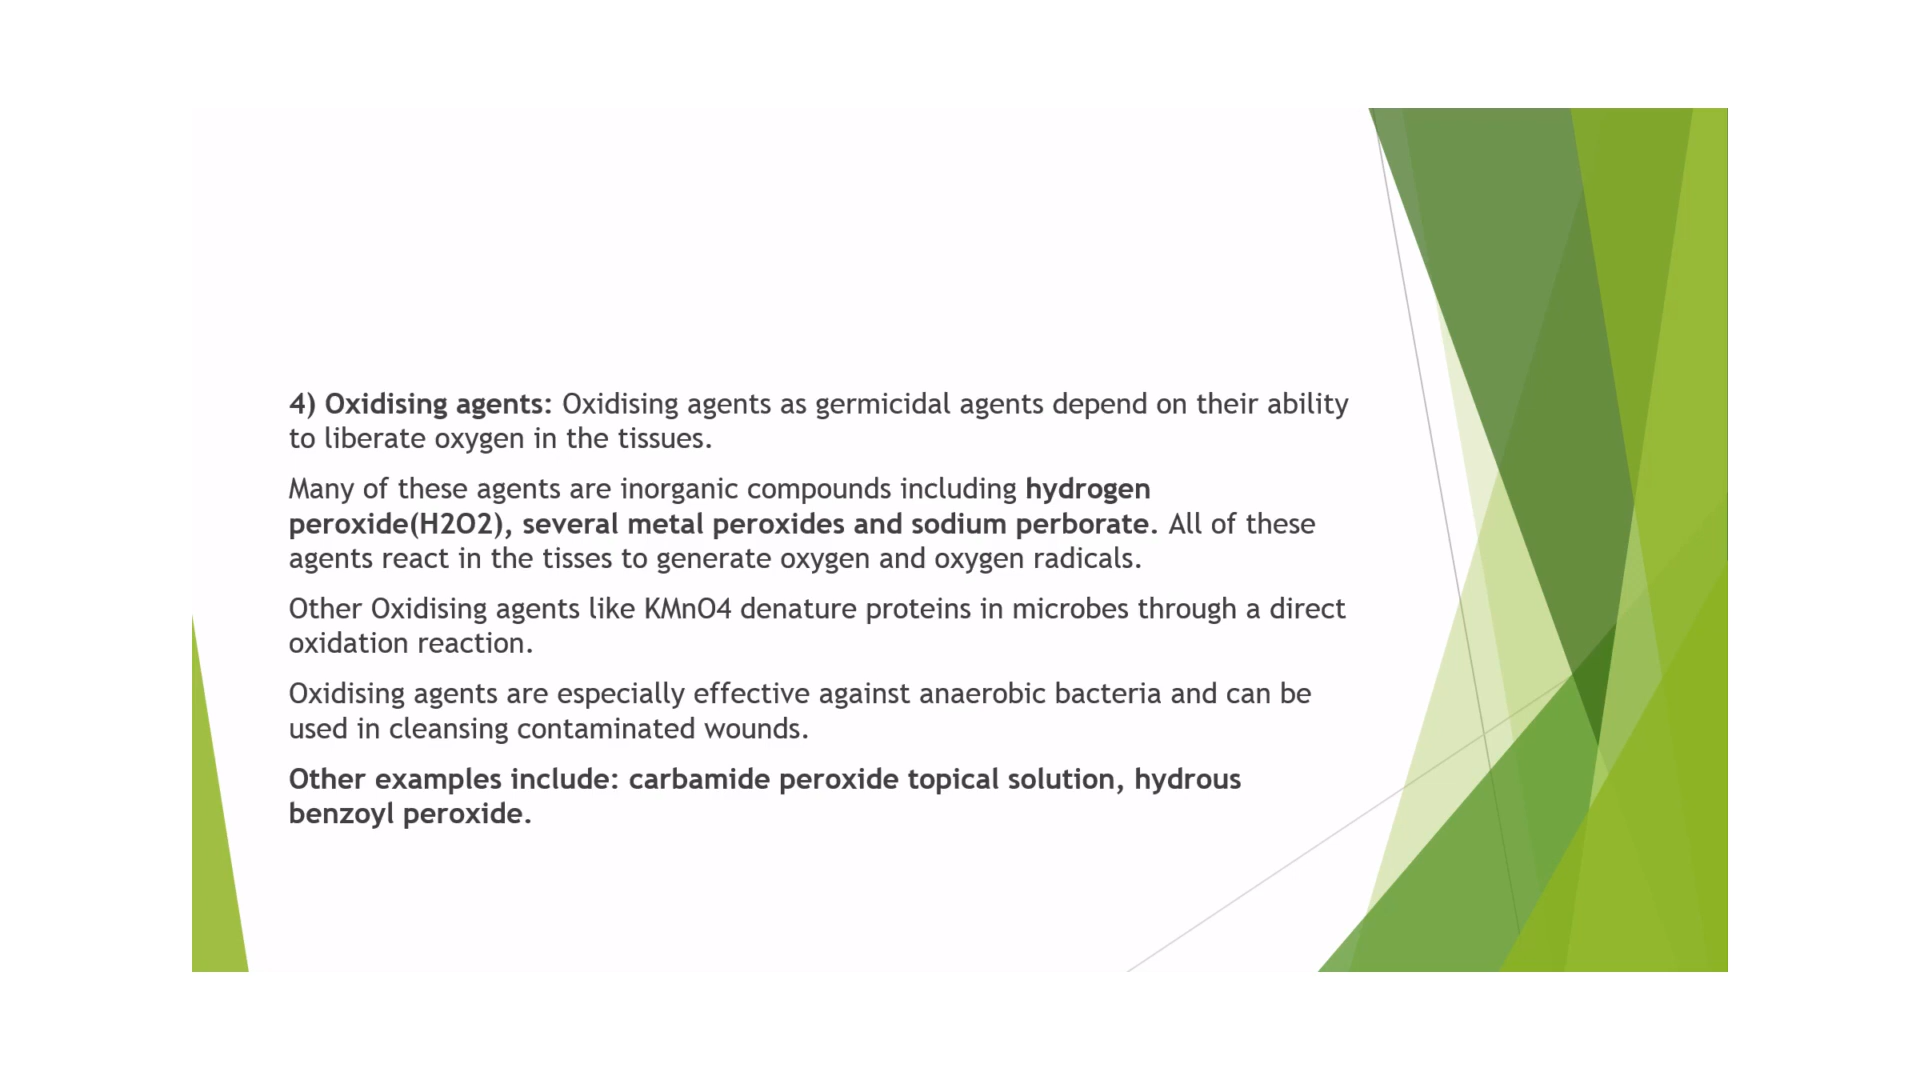 4) Oxidising agents: Oxidising agents as germicidal agents depend on their ability
to liberate oxygen in the tissues.
Many of these agents are inorganic compounds including hydrogen
peroxide(H2O2), several metal peroxides and sodium perborate. All of these
agents react in the tisses to generate oxygen and oxygen radicals.
Other Oxidising agents like KMnO4 denature proteins in microbes through a direct
oxidation reaction.
Oxidising agents are especially effective against anaerobic bacteria and can be
used in cleansing contaminated wounds.
Other examples include: carbamide peroxide topical solution, hydrous
benzoyl peroxide.